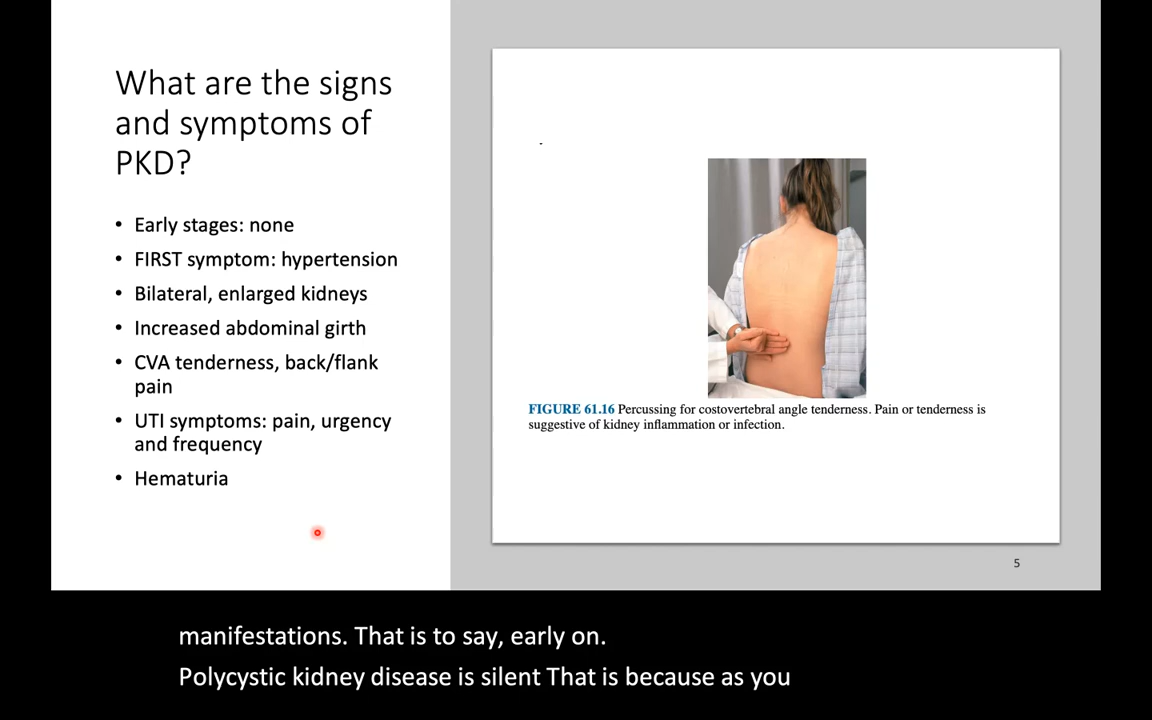 What are the signs
and symptoms of
PKD?
• Early stages: none
• FIRST symptom: hypertension
• Bilateral, enlarged kidneys
• Increased abdominal girth
• CVA tenderness, back/flank
pain
• UTI symptoms: pain, urgency
and frequency
• Hematuria
FIGURE 61.16 Percussing for costovertebral angle tenderness. Pain or tenderness is
suggestive of kidney inflammation or infection.
5
manifestations. That is to say, early on.
Polycystic kidney disease is silent That is because as you